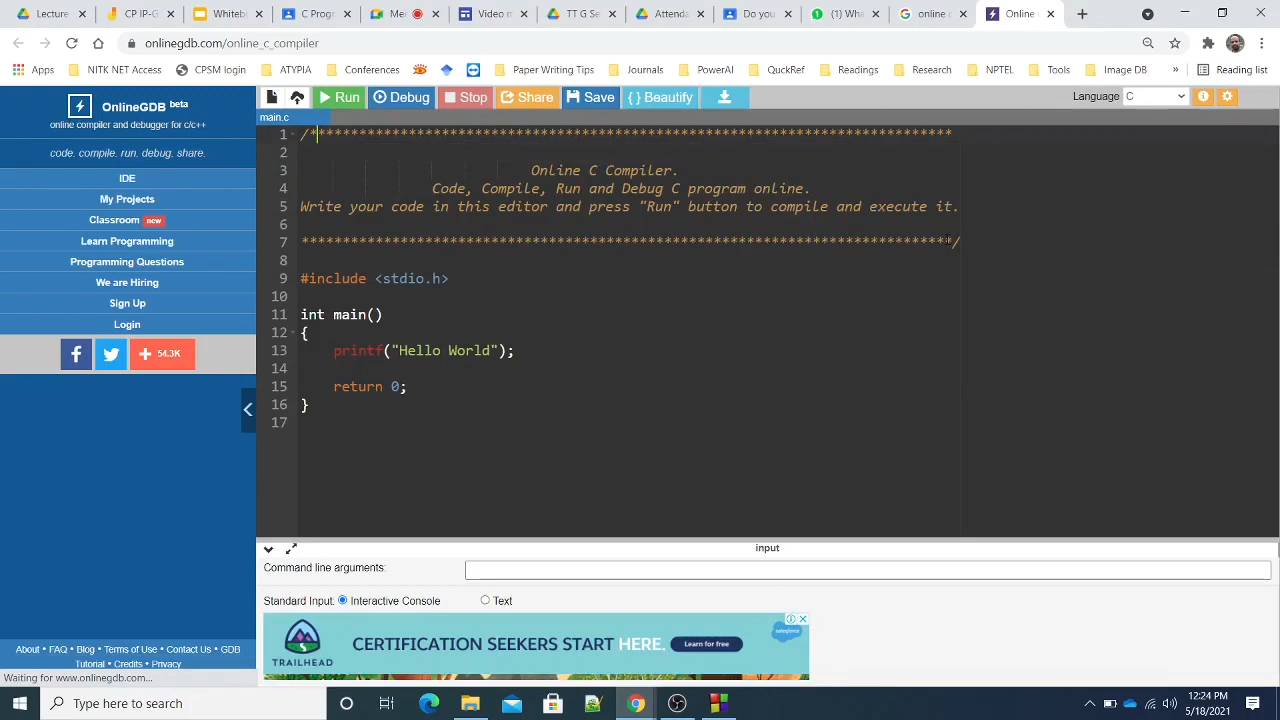 Lecture
CP IP-G
Whiteb
C Progr
Me
Video m
TT G Se
Attenda
Do you
(1) Wha
online c
Online
onlinegdb.com/online_c_compiler
Apps
NITK NET Access
CPSM login
ATYPIA
Conferences
Paper Writing Tips
Journals
PowerAI
QuickRef
Readings
Research
NPTEL
Tools
Image DB
»
Reading list
OnlineGDB beta
online compiler and debugger for c/c++
code. compile. run. debug. share.
IDE
My Projects
Classroom new
Learn Programming
Programming Questions
We are Hiring
Sign Up
Login
f
+ 54.3K
About • FAQ • Blog • Terms of Use • Contact Us • GDB
Tutorial • Credits • Privacy
Waiting for www.onlinegdb.com...
Run
Debug
Stop
Share
Save
{ } Beautify
Language C
main.c
1 /******************************************************************************
2
3 Online C Compiler.
4 Code, Compile, Run and Debug C program online.
5 Write your code in this editor and press "Run" button to compile and execute it.
6
7 *******************************************************************************/
8
9 #include <stdio.h>
10
11 int main()
12 {
13 printf("Hello World");
14
15 return 0;
16 }
17
input
Command line arguments:
Standard Input: Interactive Console Text
TRAILHEAD
CERTIFICATION SEEKERS START HERE.
Learn for free
salesforce
Type here to search
12:24 PM
5/18/2021